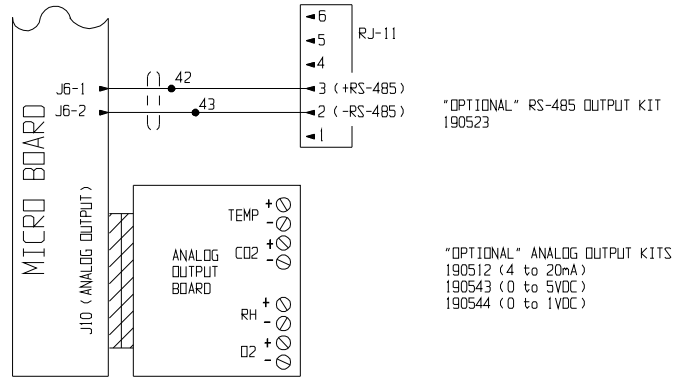 6
5
RJ-11
4
42
J6-1
3 (+RS-485)
43
J6-2
2 (-RS-485)
1
"OPTIONAL" RS-485 OUTPUT KIT
190523
MICRO BOARD
J10 (ANALOG OUTPUT)
ANALOG
OUTPUT
BOARD
TEMP + -
CO2 + -
RH + -
O2 + -
"OPTIONAL" ANALOG OUTPUT KITS
190512 (4 to 20mA)
190543 (0 to 5VDC)
190544 (0 to 1VDC)